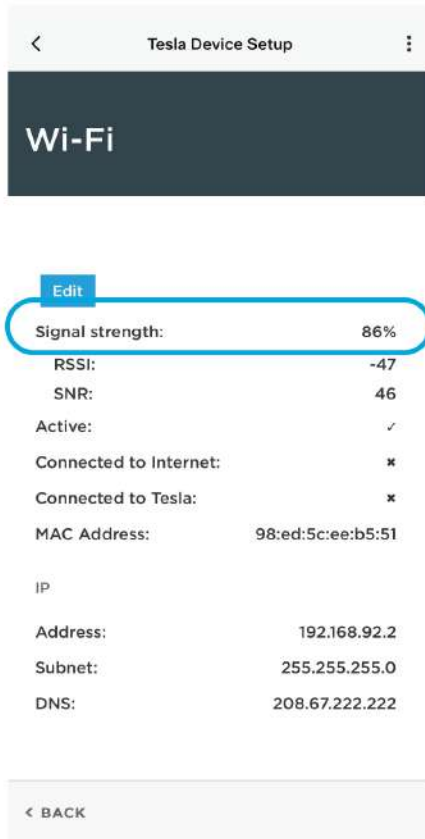 Tesla Device Setup
Wi-Fi
Edit
Signal strength: 86%
RSSI: -47
SNR: 46
Active: ✓
Connected to Internet: ✖
Connected to Tesla: ✖
MAC Address: 98:ed:5c:ee:b5:51
IP
Address: 192.168.92.2
Subnet: 255.255.255.0
DNS: 208.67.222.222
< BACK